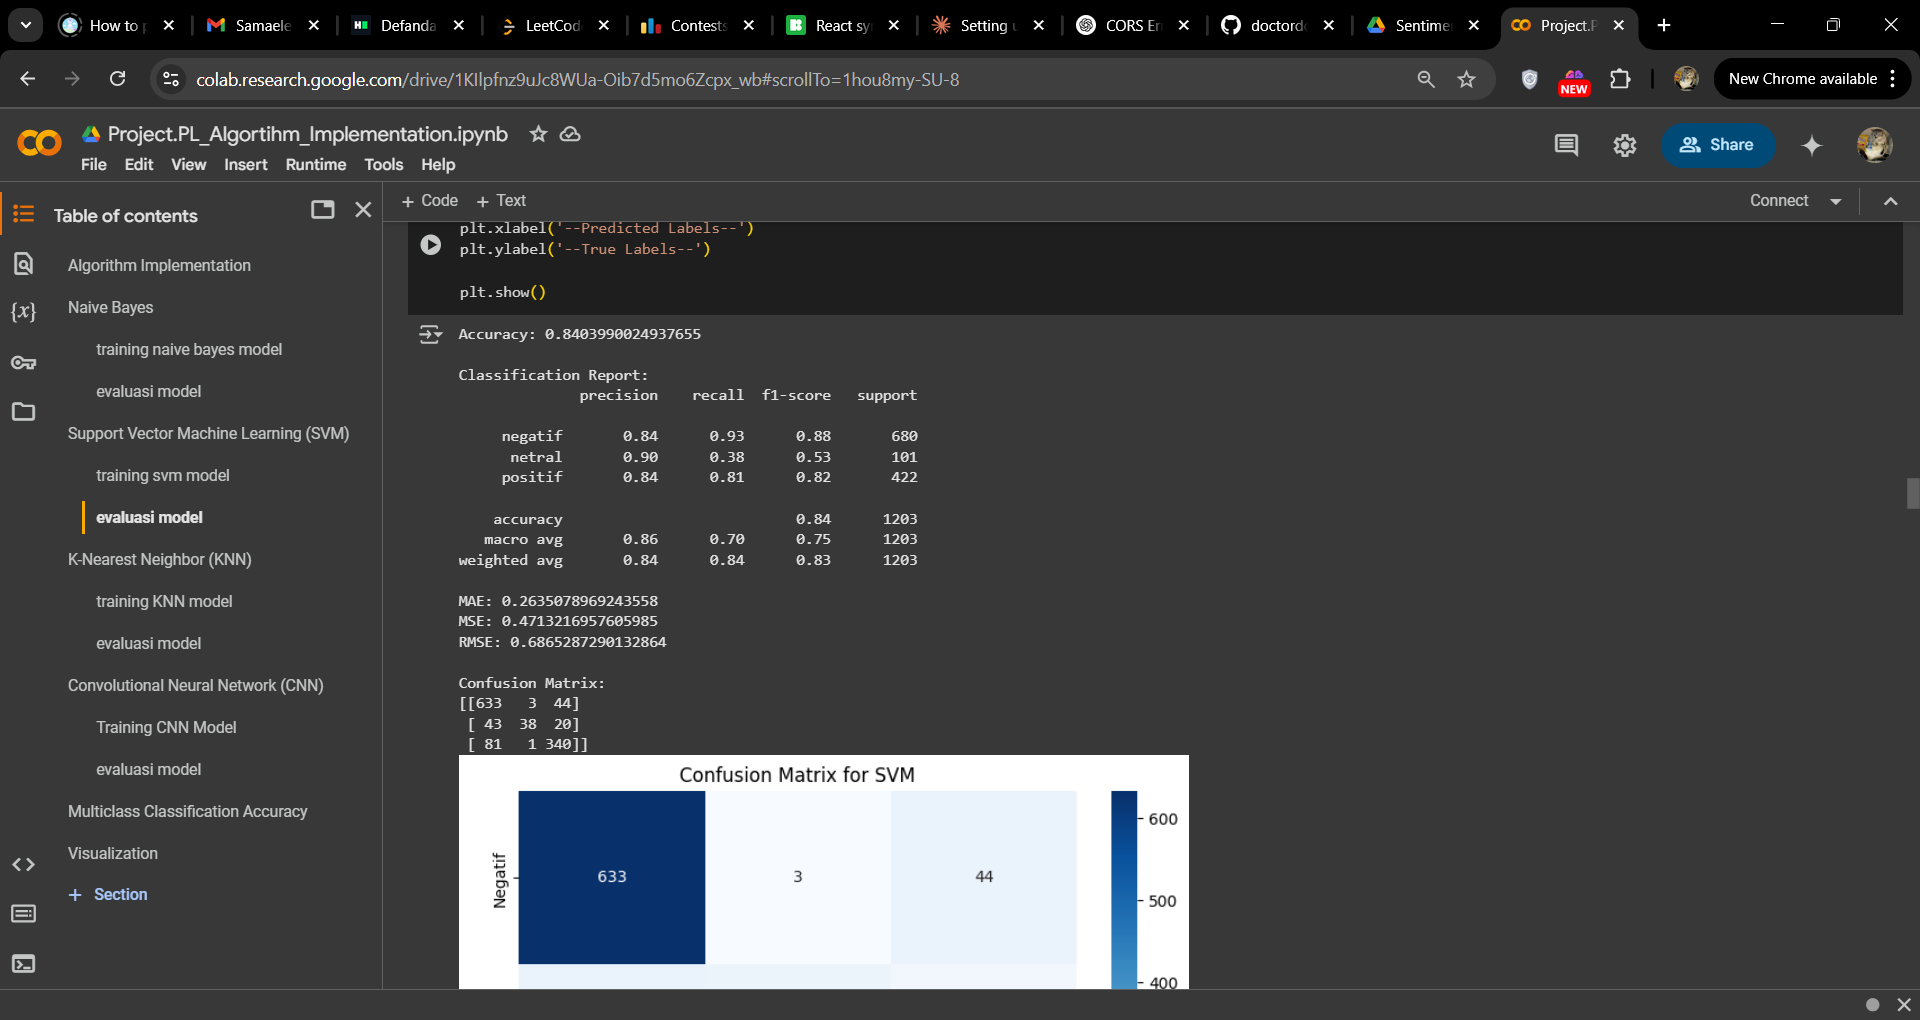 How to
Samaele
Defanda
LeetCod
Contests
React sy
Setting u
CORS Er
doctord
Sentime
Project.P
colab.research.google.com/drive/1KIlpfnz9uJc8WUa-Oib7d5mo6Zcpx_wb#scrollTo=1hou8my-SU-8
NEW
New Chrome available
Project.PL_Algortihm_Implementation.ipynb
File Edit View Insert Runtime Tools Help
Share
Table of contents
+ Code + Text
Connect
Algorithm Implementation
Naive Bayes
training naive bayes model
evaluasi model
Support Vector Machine Learning (SVM)
training svm model
evaluasi model
K-Nearest Neighbor (KNN)
training KNN model
evaluasi model
Convolutional Neural Network (CNN)
Training CNN Model
evaluasi model
Multiclass Classification Accuracy
Visualization
+ Section
plt.xlabel('--Predicted Labels--')
plt.ylabel('--True Labels--')
plt.show()
Accuracy: 0.8403990024937655
Classification Report:
precision recall f1-score support
negatif 0.84 0.93 0.88 680
netral 0.90 0.38 0.53 101
positif 0.84 0.81 0.82 422
accuracy 0.84 1203
macro avg 0.86 0.70 0.75 1203
weighted avg 0.84 0.84 0.83 1203
MAE: 0.2635078969243558
MSE: 0.4713216957605985
RMSE: 0.6865287290132864
Confusion Matrix:
[[633 3 44]
[ 43 38 20]
[ 81 1 340]]
Confusion Matrix for SVM
Negatif
633 3 44
600
500
400